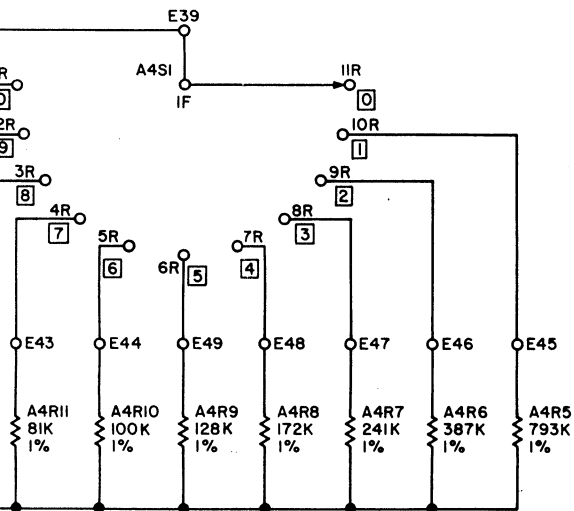 E39
A4S1
1F
11R
0
R
0
10R
1
2R
9
9R
2
3R
8
8R
3
4R
7
7R
4
5R
6
6R
5
E43
E44
E49
E48
E47
E46
E45
A4R11
81K
1%
A4R10
100K
1%
A4R9
128K
1%
A4R8
172K
1%
A4R7
241K
1%
A4R6
387K
1%
A4R5
793K
1%